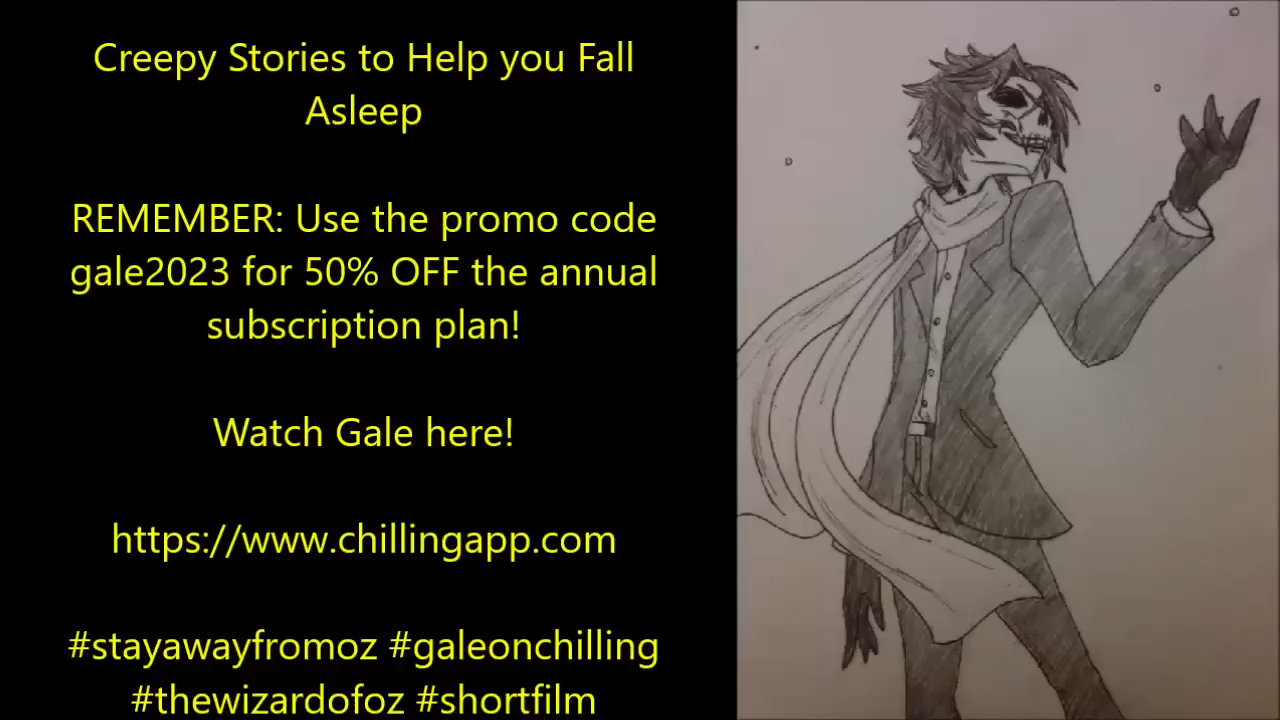 Creepy Stories to Help you Fall
Asleep
REMEMBER: Use the promo code
gale2023 for 50% OFF the annual
subscription plan!
Watch Gale here!
https://www.chillingapp.com
#stayawayfromoz #galeonchilling
#thewizardofoz #shortfilm